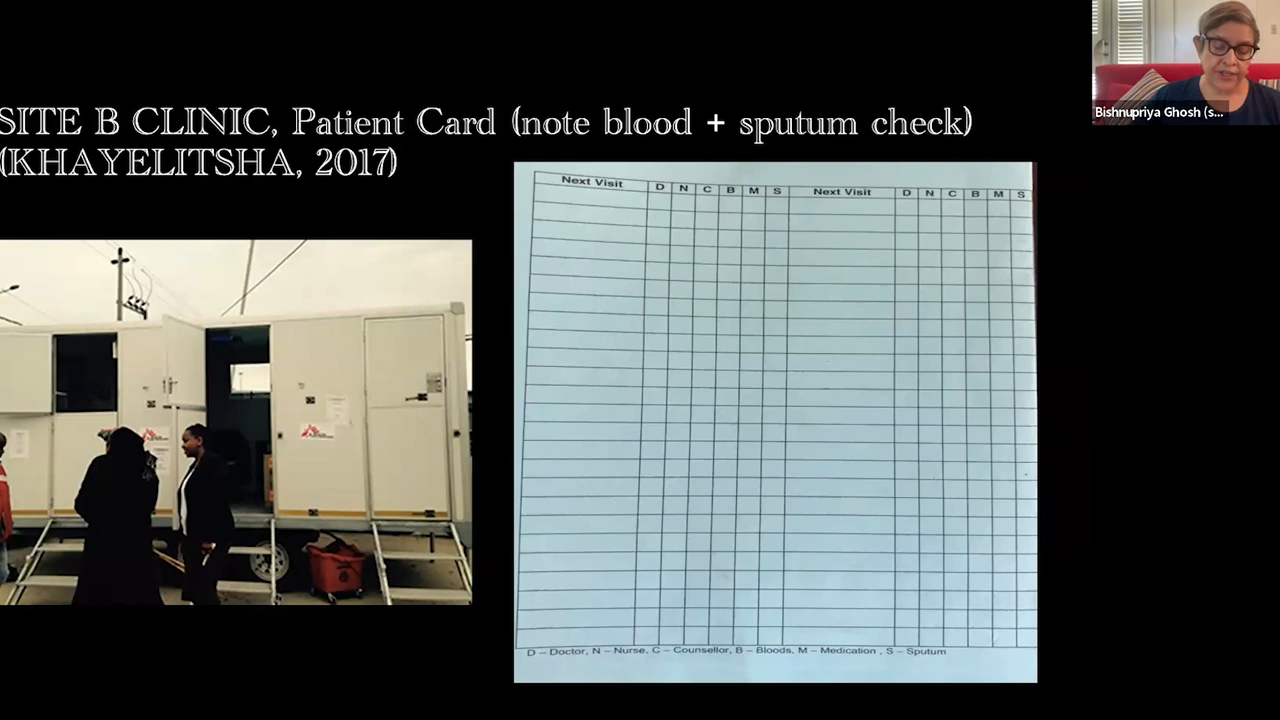 SITE B CLINIC, Patient Card (note blood + sputum check)
(KHAYELITSHA, 2017)
Bishnupriya Ghosh (s...
Next Visit D N C B M S Next Visit D N C B M S
D – Doctor, N – Nurse, C – Counsellor, B – Bloods, M – Medication , S – Sputum